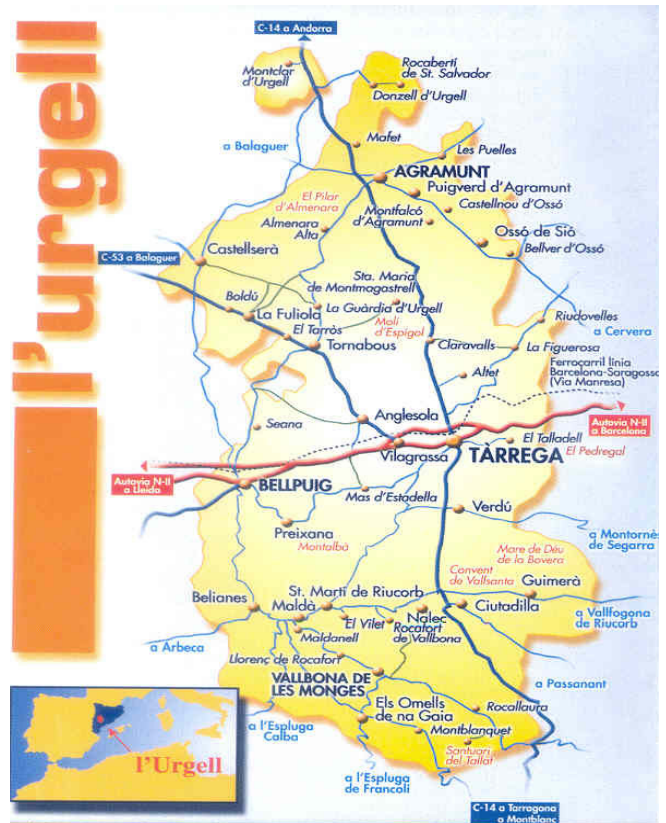 l'urgell
C-14 a Andorra
Montclar
d'Urgell
Rocabertí
de St. Salvador
Donzell d'Urgell
a Balaguer
Mafet
Les Puelles
AGRAMUNT
El Pilar
d'Almenara
Puigverd d'Agramunt
Castellnou d'Ossó
Almenara
Alta
Montfalcó
d'Agramunt
Ossó de Sió
Bellver d'Ossó
Castellserà
C-53 a Balaguer
Sta. Maria
de Montmagastrell
Boldú
La Guàrdia d'Urgell
La Fuliola
Molí
d'Espígol
Riudovelles
a Cervera
El Tarròs
Tornabous
Claravalls
La Figuerosa
Ferrocarril línia
Barcelona-Saragossa
(Via Manresa)
Altet
Anglesola
Seana
Autavia N-II
a Barcelona
El Talladell
Vilagrassa
TÀRREGA
El Pedregal
Autavia N-II
a Lleida
BELLPUIG
Mas d'Estadella
Verdú
Preixana
Montalbà
a Montornès
de Segarra
Mare de Déu
de la Bovera
Convent
de Vallsanta
Guimerà
St. Martí de Riucorb
Belianes
Maldà
Nalec
Ciutadilla
a Vallfogona
de Riucorb
El Vilet
Rocafort
de Vallbona
Maldanell
a Arbeca
Llorenç de Rocafort
VALLBONA DE
LES MONGES
a Passanant
Els Omells
de na Gaia
Rocallaura
a l'Espluga
Calba
Montblanquet
Santuari
del Tallat
l'Urgell
a l'Espluga
de Francolí
C-14 a Tarragona
a Montblanc